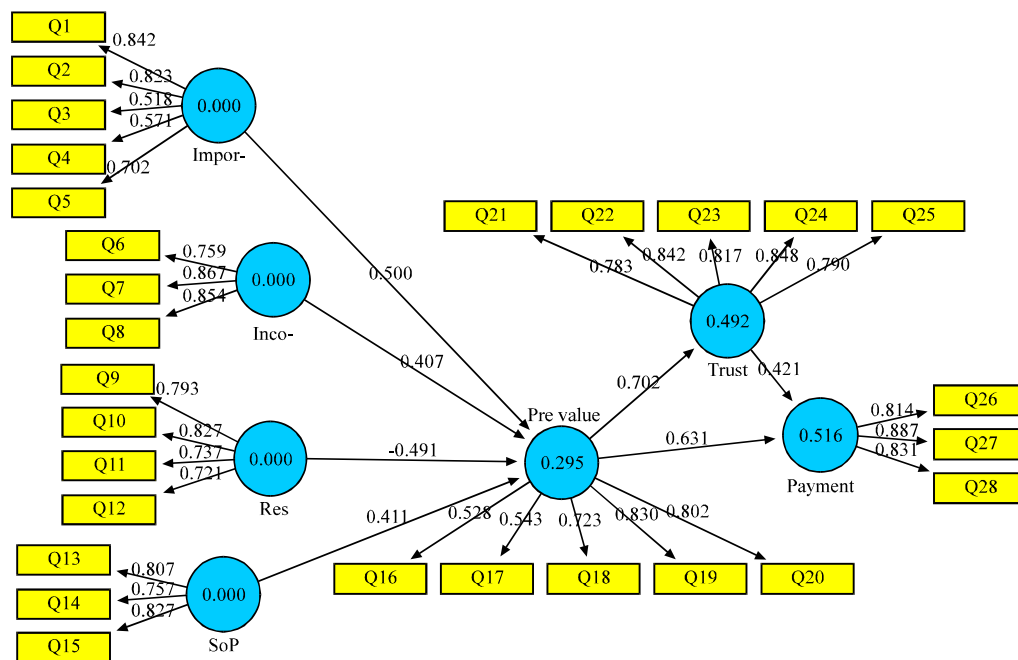 Q1
0.842
Q2
0.823
Q3
0.518
0.571
Q4
0.702
Q5
0.000
Impor-
Q6
0.759
Q7
0.867
0.854
Q8
0.000
Inco-
Q9
0.793
Q10
0.827
Q11
0.737
0.721
Q12
0.000
Res
Q13
0.807
Q14
0.757
0.827
Q15
0.000
SoP
0.500
0.407
-0.491
0.411
Pre value
0.295
0.528
0.543
0.723
0.830
0.802
Q16
Q17
Q18
Q19
Q20
0.702
0.631
Q21
Q22
Q23
Q24
Q25
0.783
0.842
0.817
0.848
0.790
0.492
Trust
0.421
0.516
Payment
0.814
0.887
0.831
Q26
Q27
Q28